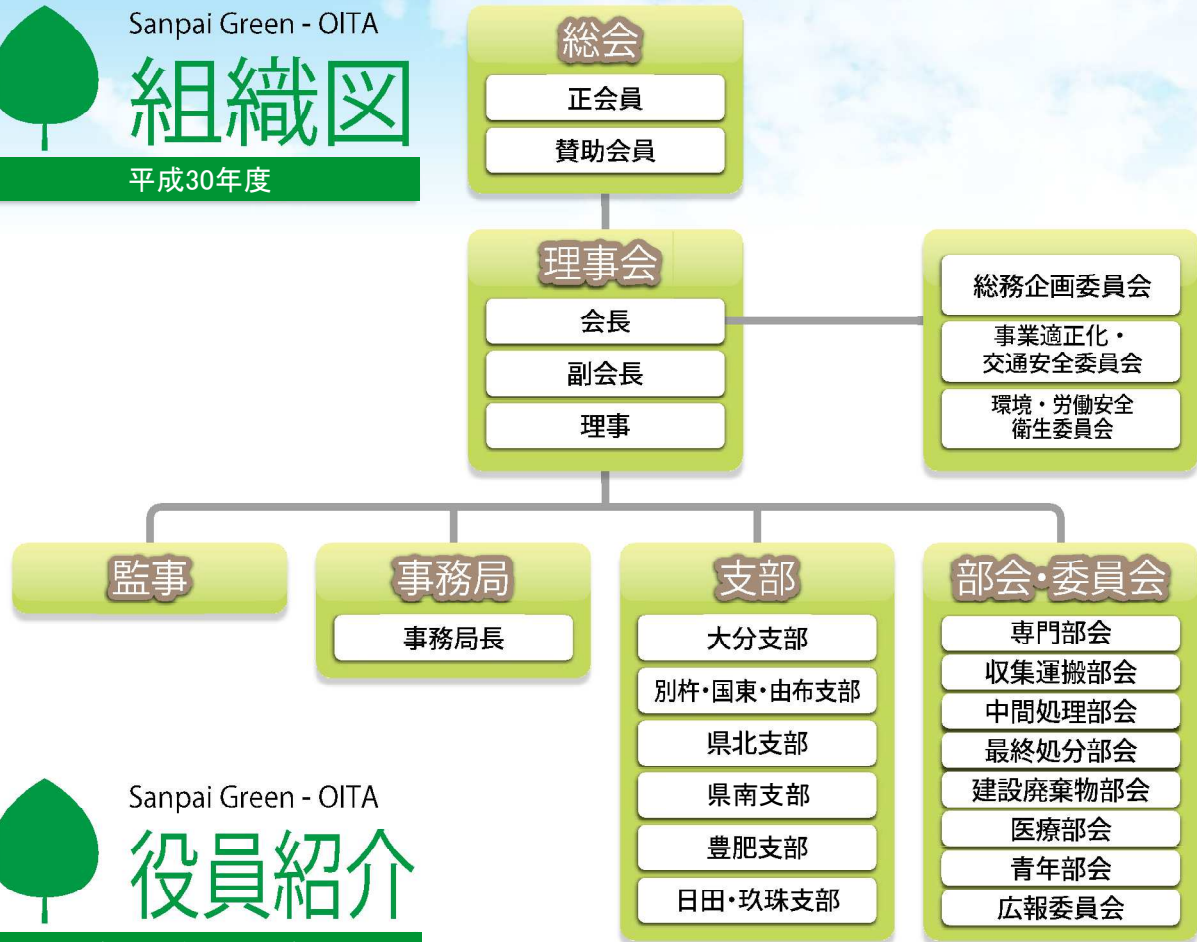 Sanpai Green - OITA
組織図
平成30年度
総会
正会員
賛助会員
理事会
会長
副会長
理事
総務企画委員会
事業適正化・
交通安全委員会
環境・労働安全
衛生委員会
監事
事務局
事務局長
支部
大分支部
別杵・国東・由布支部
県北支部
県南支部
豊肥支部
日田・玖珠支部
部会・委員会
専門部会
収集運搬部会
中間処理部会
最終処分部会
建設廃棄物部会
医療部会
青年部会
広報委員会
Sanpai Green - OITA
役員紹介